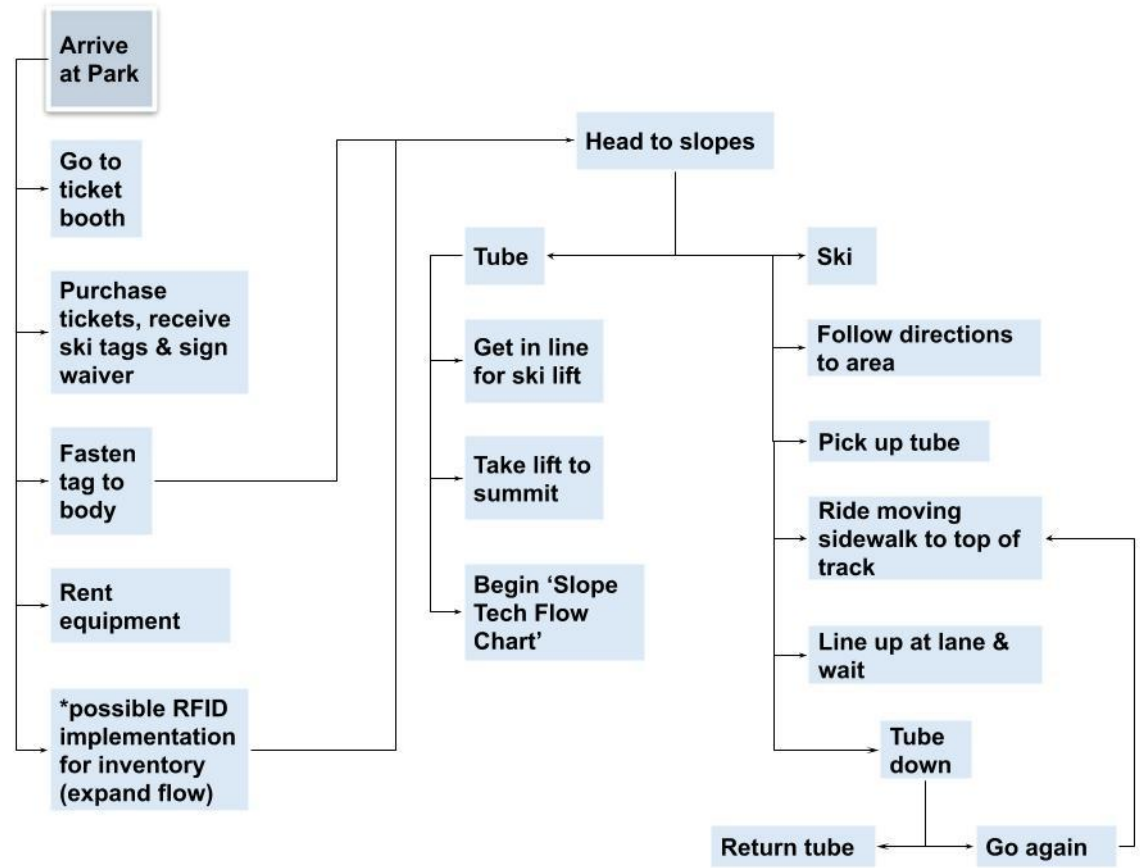 Arrive
at Park
Go to
ticket
booth
Purchase
tickets, receive
ski tags & sign
waiver
Fasten
tag to
body
Rent
equipment
*possible RFID
implementation
for inventory
(expand flow)
Head to slopes
Tube
Get in line
for ski lift
Take lift to
summit
Begin ‘Slope
Tech Flow
Chart’
Ski
Follow directions
to area
Pick up tube
Ride moving
sidewalk to top of
track
Line up at lane &
wait
Tube
down
Return tube
Go again